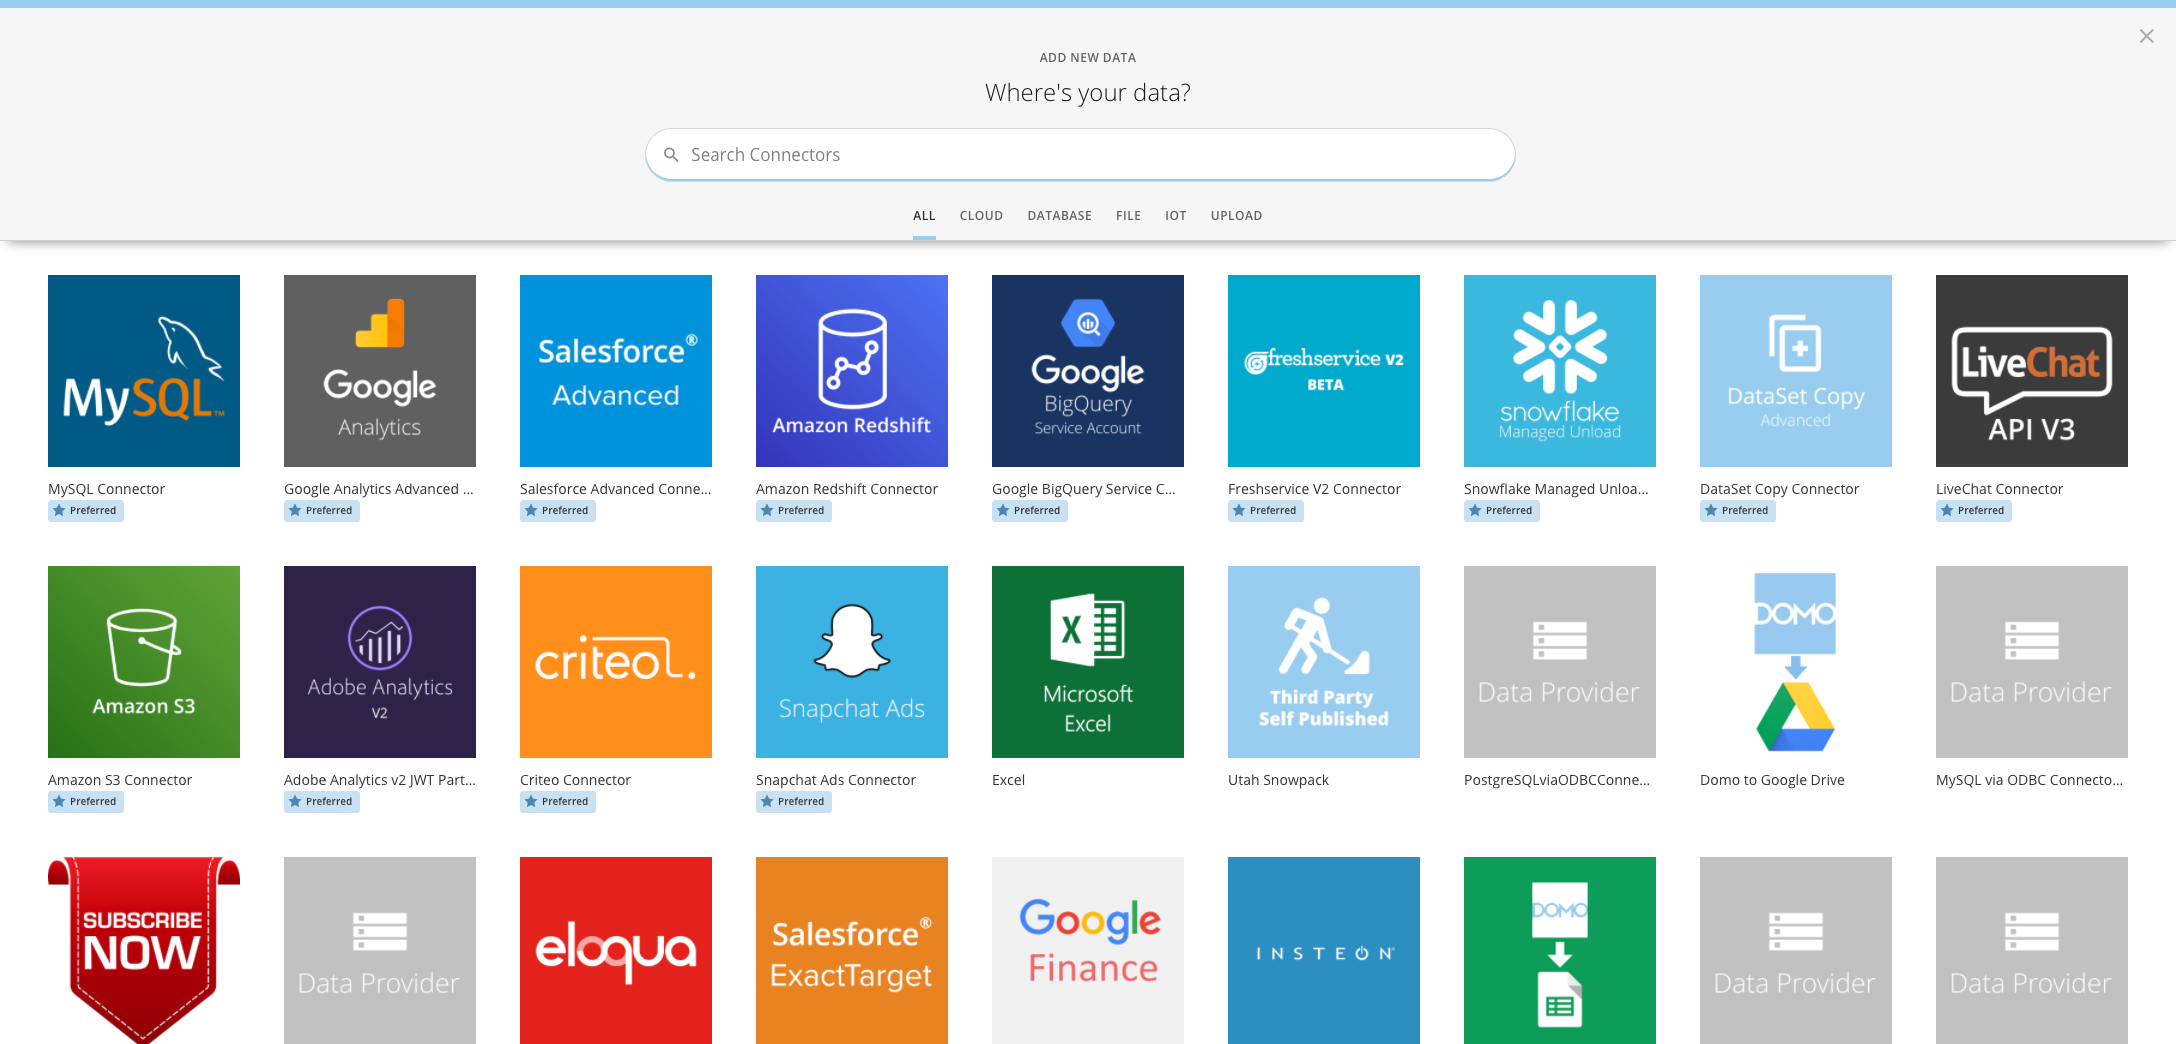 ADD NEW DATA
Where's your data?
Search Connectors
ALL CLOUD DATABASE FILE IOT UPLOAD
MySQL™
Google
Analytics
Salesforce®
Advanced
Amazon Redshift
Google
BigQuery
Service Account
freshservice V2
BETA
snowflake
Managed Unload
DataSet Copy
Advanced
LiveChat
API V3
MySQL Connector
Preferred
Google Analytics Advanced ...
Preferred
Salesforce Advanced Conne...
Preferred
Amazon Redshift Connector
Preferred
Google BigQuery Service C...
Preferred
Freshservice V2 Connector
Preferred
Snowflake Managed Unloa...
Preferred
DataSet Copy Connector
Preferred
LiveChat Connector
Preferred
Amazon S3
Adobe Analytics
V2
criteo.
Snapchat Ads
Microsoft
Excel
Third Party
Self Published
Data Provider
DOMO
Data Provider
Amazon S3 Connector
Preferred
Adobe Analytics v2 JWT Part...
Preferred
Criteo Connector
Preferred
Snapchat Ads Connector
Preferred
Excel
Utah Snowpack
PostgreSQLviaODBCConne...
Domo to Google Drive
MySQL via ODBC Connecto...
SUBSCRIBE
NOW
Data Provider
eloqua
Salesforce®
ExactTarget
Google
Finance
INSTEON
DOMO
Data Provider
Data Provider